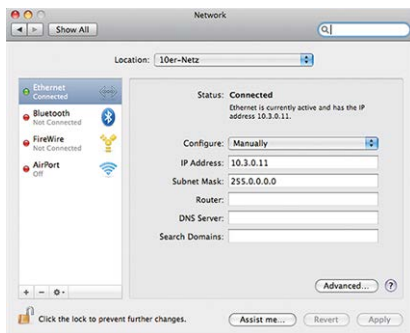 Network
Show All
Location: 10er-Netz
Ethernet
Connected
Bluetooth
Not Connected
FireWire
Not Connected
AirPort
Off
Status: Connected
Ethernet is currently active and has the IP
address 10.3.0.11.
Configure: Manually
IP Address: 10.3.0.11
Subnet Mask: 255.0.0.0
Router:
DNS Server:
Search Domains:
Advanced... ?
Click the lock to prevent further changes.
Assist me... Revert Apply